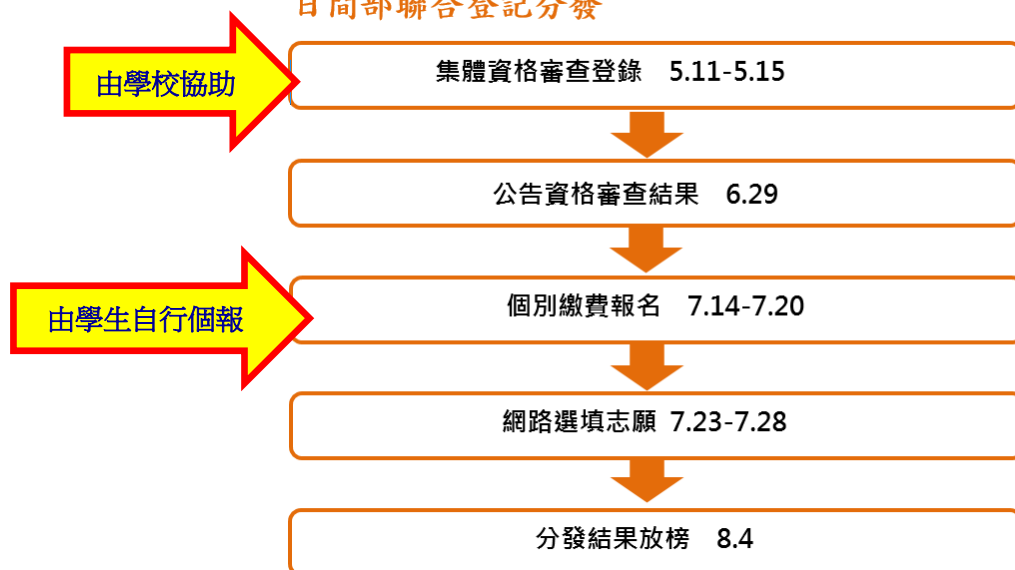 日間部聯合登記分發
由學校協助
集體資格審查登錄 5.11-5.15
公告資格審查結果 6.29
由學生自行個報
個別繳費報名 7.14-7.20
網路選填志願 7.23-7.28
分發結果放榜 8.4